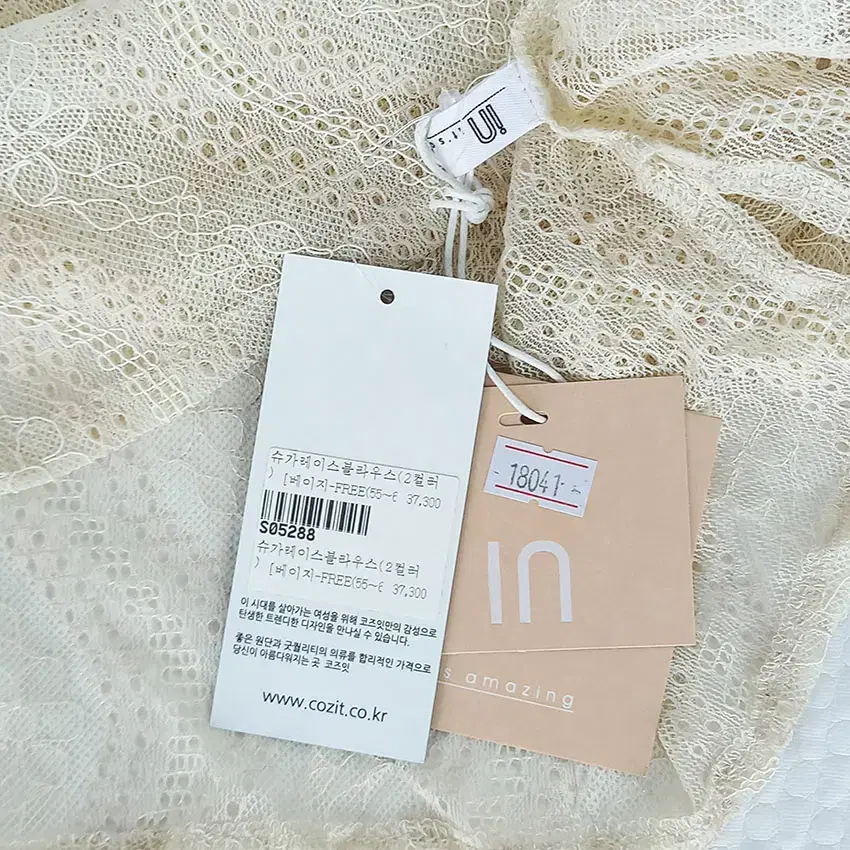 IN
슈가레이스블라우스(2컬러
) [베이지-FREE(55~6 37,300
S05288
슈가레이스블라우스(2컬러
) [베이지-FREE(55~6 37,300
이 시대를 살아가는 여성을 위해 코즈잇만의 감성으로
탄생한 트렌디한 디자인을 만나실 수 있습니다.
좋은 원단과 굿퀄리티의 의류를 합리적인 가격으로
당신이 아름다워지는 곳 코즈잇
www.cozit.co.kr
18041
IN
s amazing